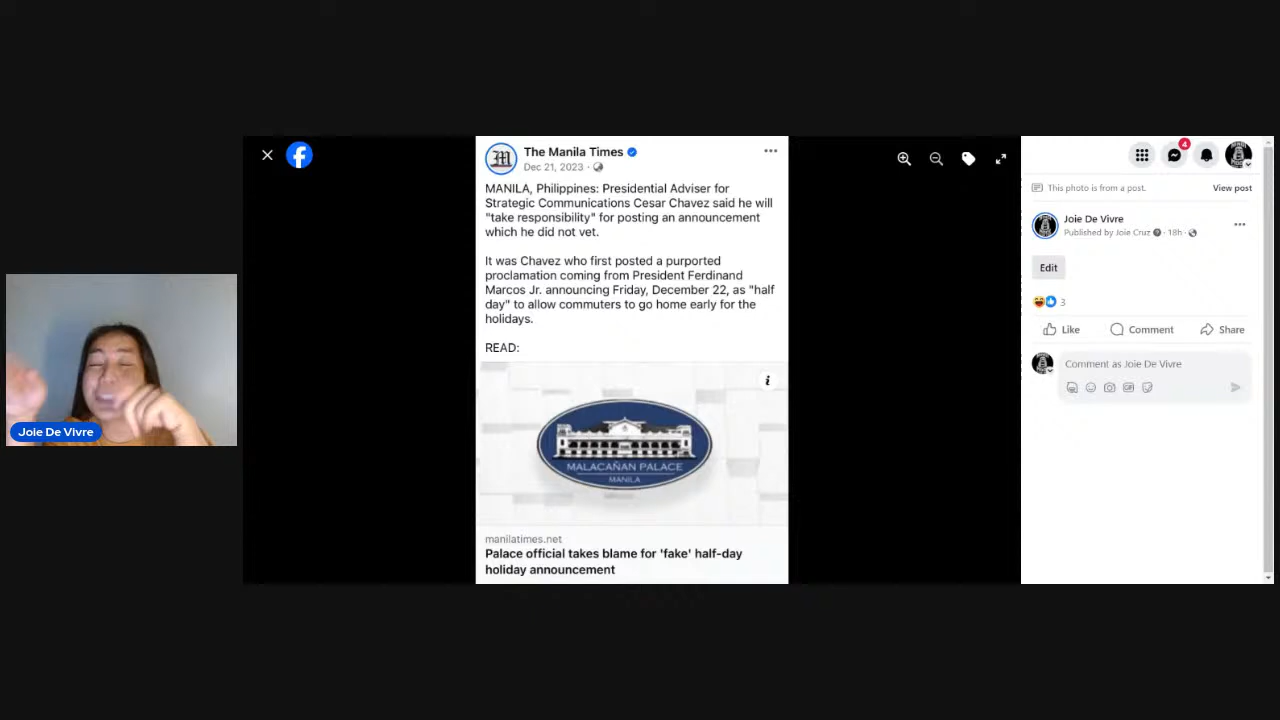 The Manila Times
Dec 21, 2023 ·
MANILA, Philippines: Presidential Adviser for
Strategic Communications Cesar Chavez said he will
"take responsibility" for posting an announcement
which he did not vet.
It was Chavez who first posted a purported
proclamation coming from President Ferdinand
Marcos Jr. announcing Friday, December 22, as "half
day" to allow commuters to go home early for the
holidays.
READ:
MALACAÑAN PALACE
MANILA
manilatimes.net
Palace official takes blame for 'fake' half-day
holiday announcement
Joie De Vivre
4
This photo is from a post.
View post
Joie De Vivre
Published by Joie Cruz · 18h ·
Edit
3
Like
Comment
Share
Comment as Joie De Vivre